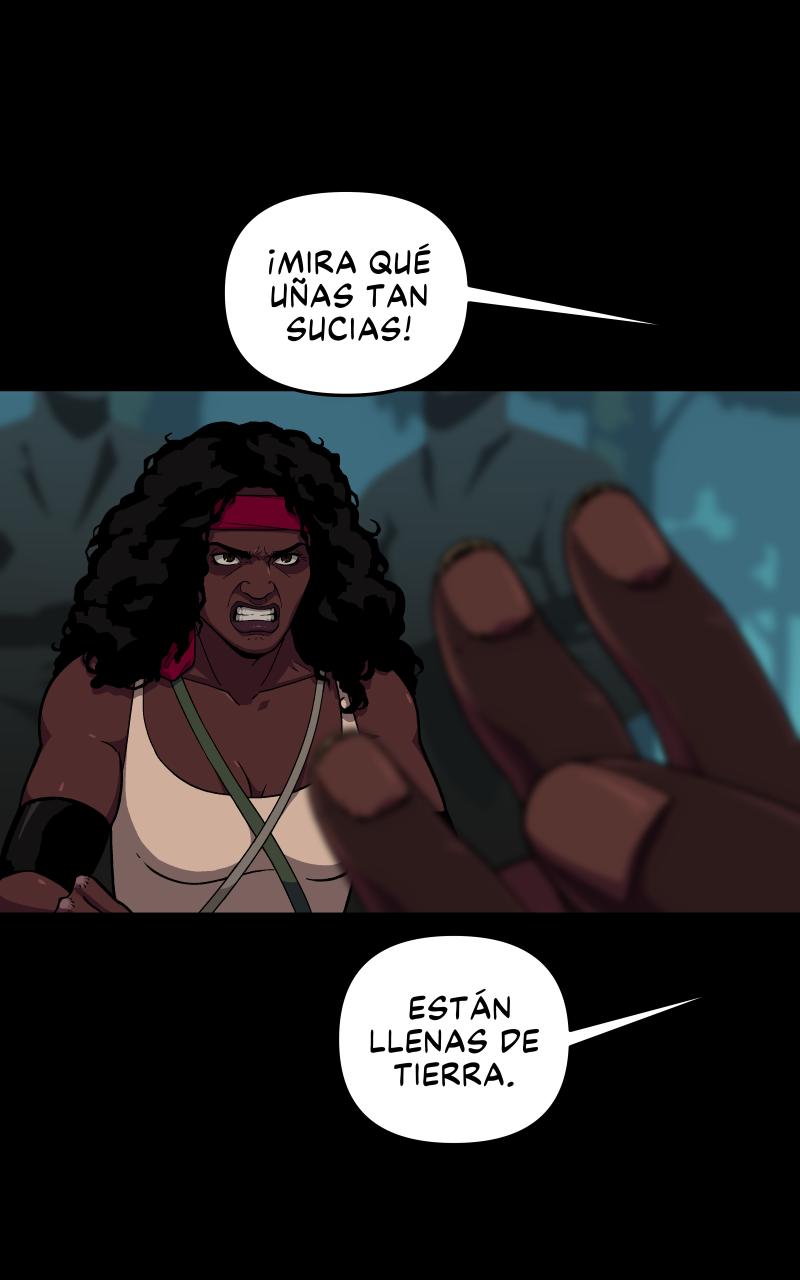 ¡MIRA QUÉ
UÑAS TAN
SUCIAS!
ESTÁN
LLENAS DE
TIERRA.